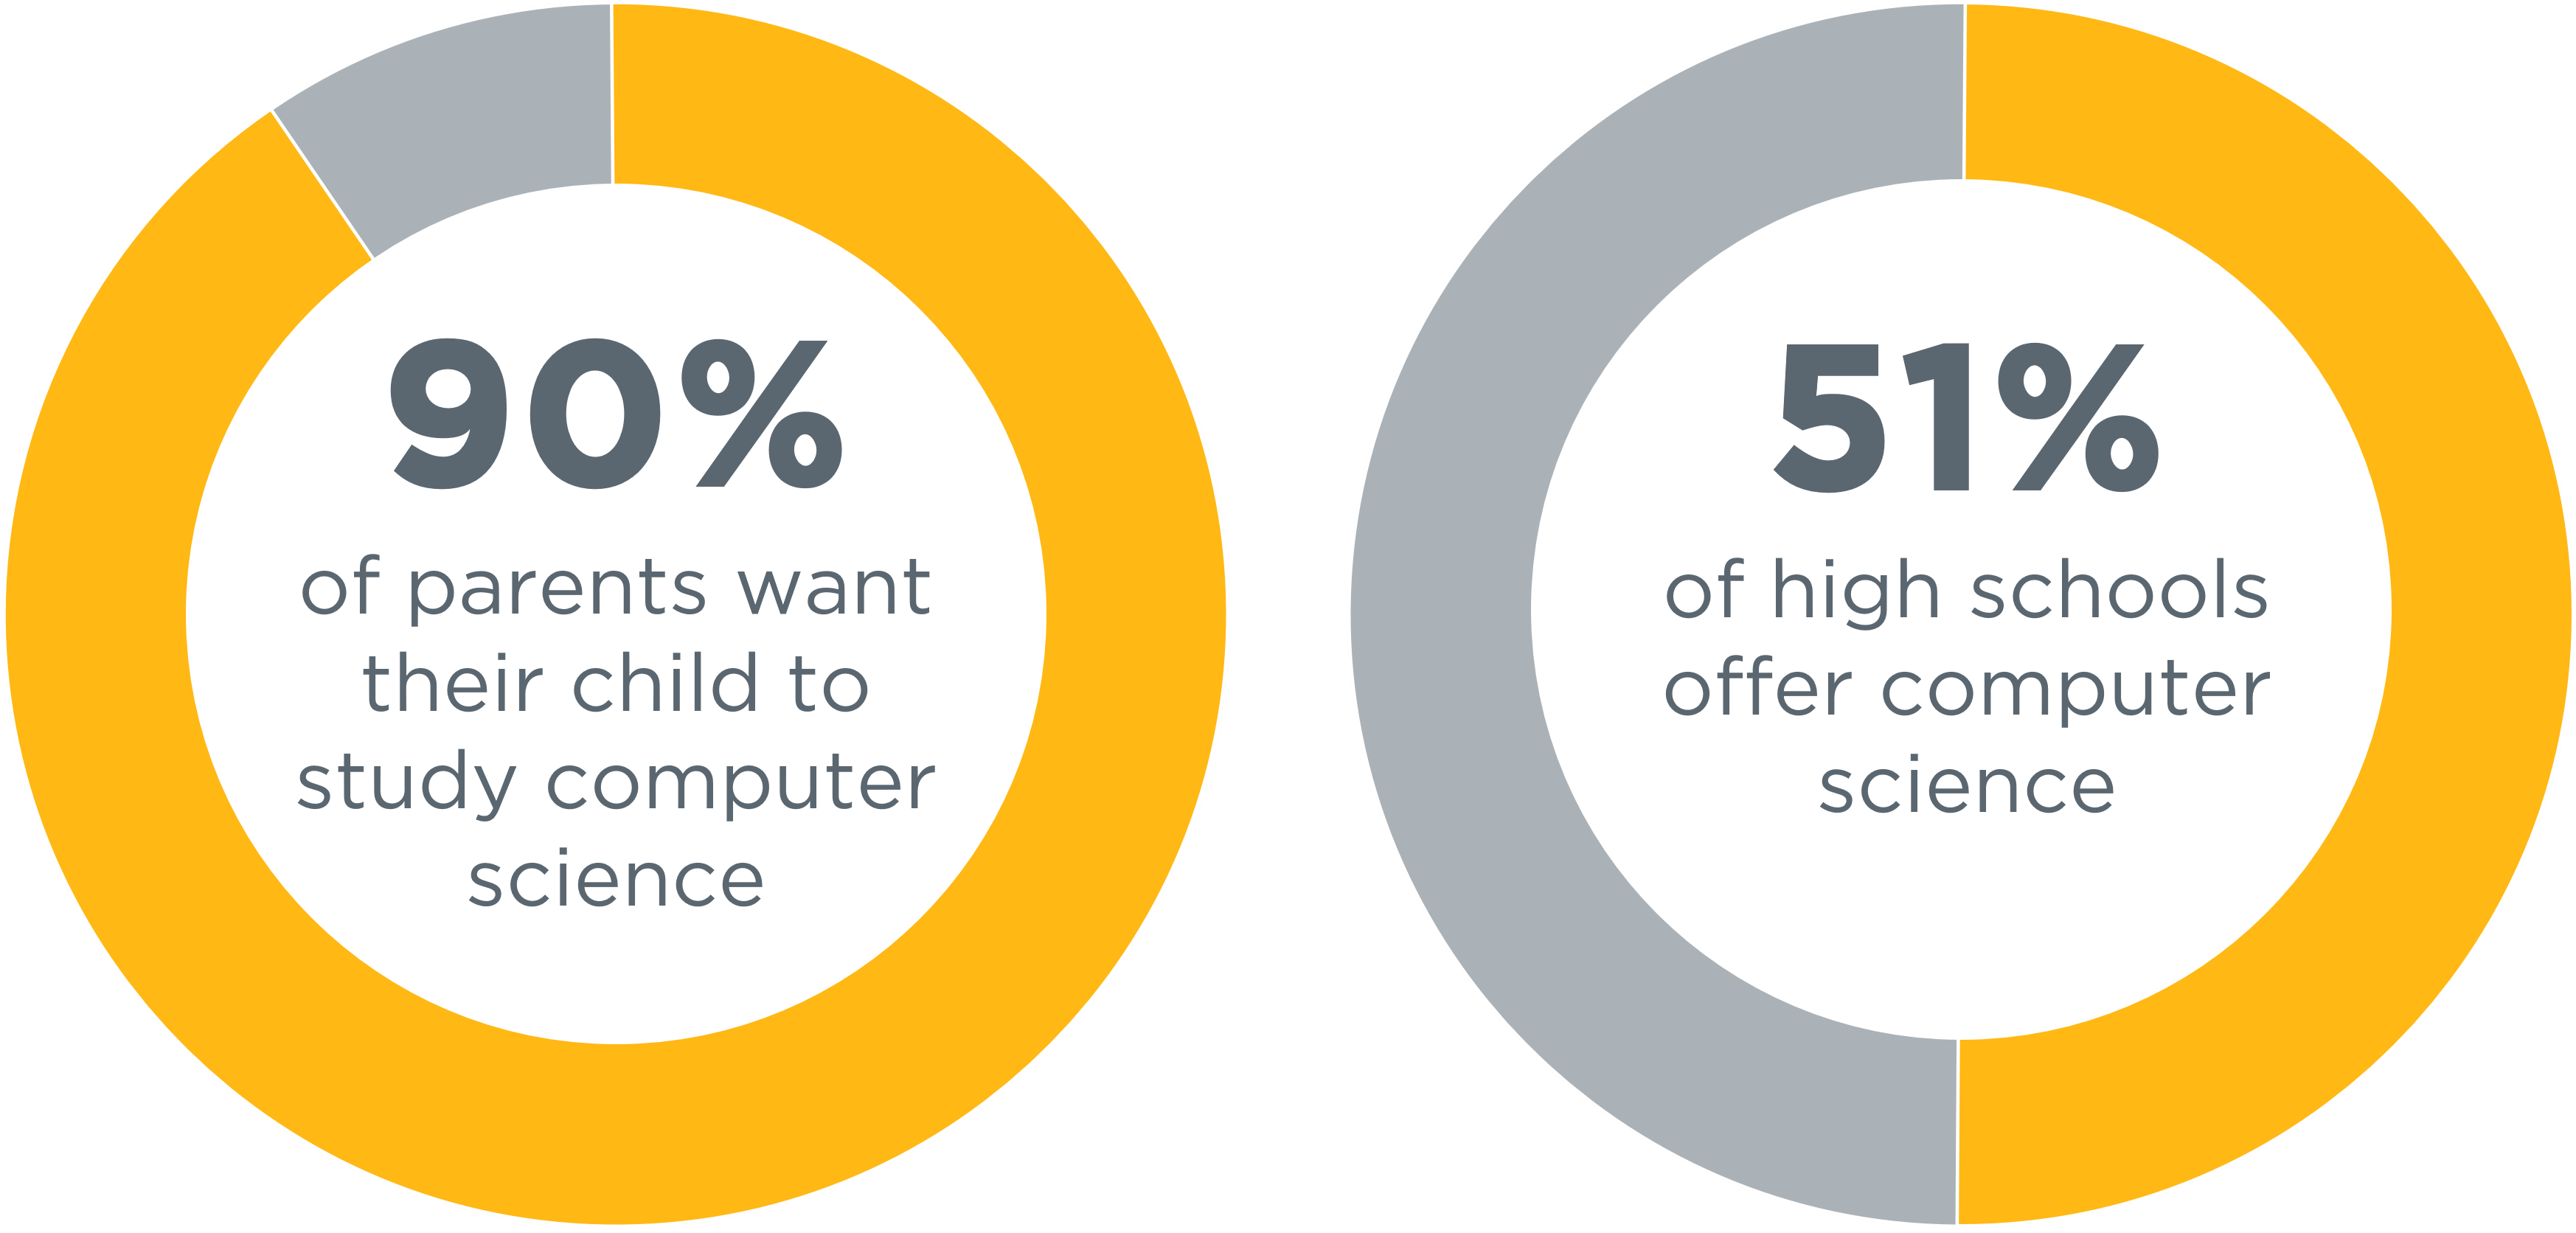 90%
of parents want
their child to
study computer
science
51%
of high schools
offer computer
science